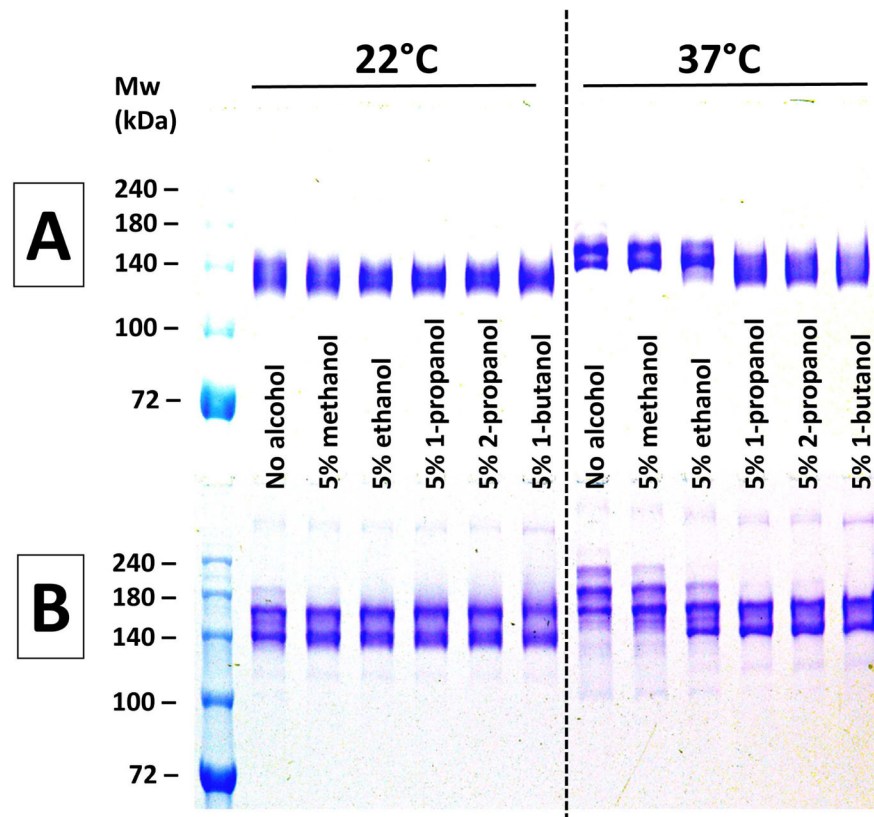 22°C
37°C
Mw
(kDa)
A
240 –
180 –
140 –
100 –
72 –
No alcohol
5% methanol
5% ethanol
5% 1-propanol
5% 2-propanol
5% 1-butanol
No alcohol
5% methanol
5% ethanol
5% 1-propanol
5% 2-propanol
5% 1-butanol
B
240 –
180 –
140 –
100 –
72 –